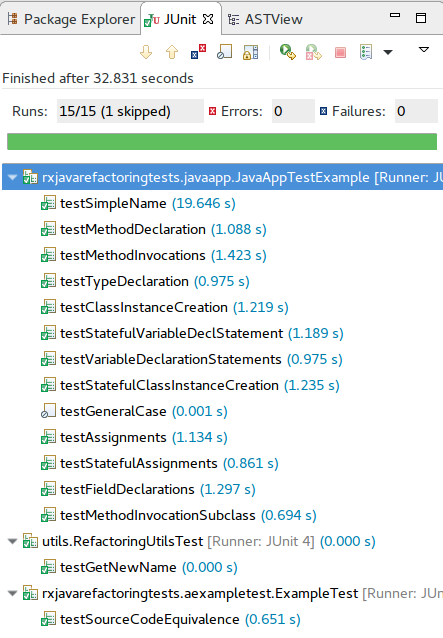 Package Explorer JUnit ASTView
Finished after 32.831 seconds
Runs: 15/15 (1 skipped) Errors: 0 Failures: 0
rxjavarefactoringtests.javaapp.JavaAppTestExample [Runner: JU
testSimpleName (19.646 s)
testMethodDeclaration (1.088 s)
testMethodInvocations (1.423 s)
testTypeDeclaration (0.975 s)
testClassInstanceCreation (1.219 s)
testStatefulVariableDeclStatement (1.189 s)
testVariableDeclarationStatements (0.975 s)
testStatefulClassInstanceCreation (1.235 s)
testGeneralCase (0.001 s)
testAssignments (1.134 s)
testStatefulAssignments (0.861 s)
testFieldDeclarations (1.297 s)
testMethodInvocationSubclass (0.694 s)
utils.RefactoringUtilsTest [Runner: JUnit 4] (0.000 s)
testGetNewName (0.000 s)
rxjavarefactoringtests.aexampletest.ExampleTest [Runner: JUn
testSourceCodeEquivalence (0.651 s)